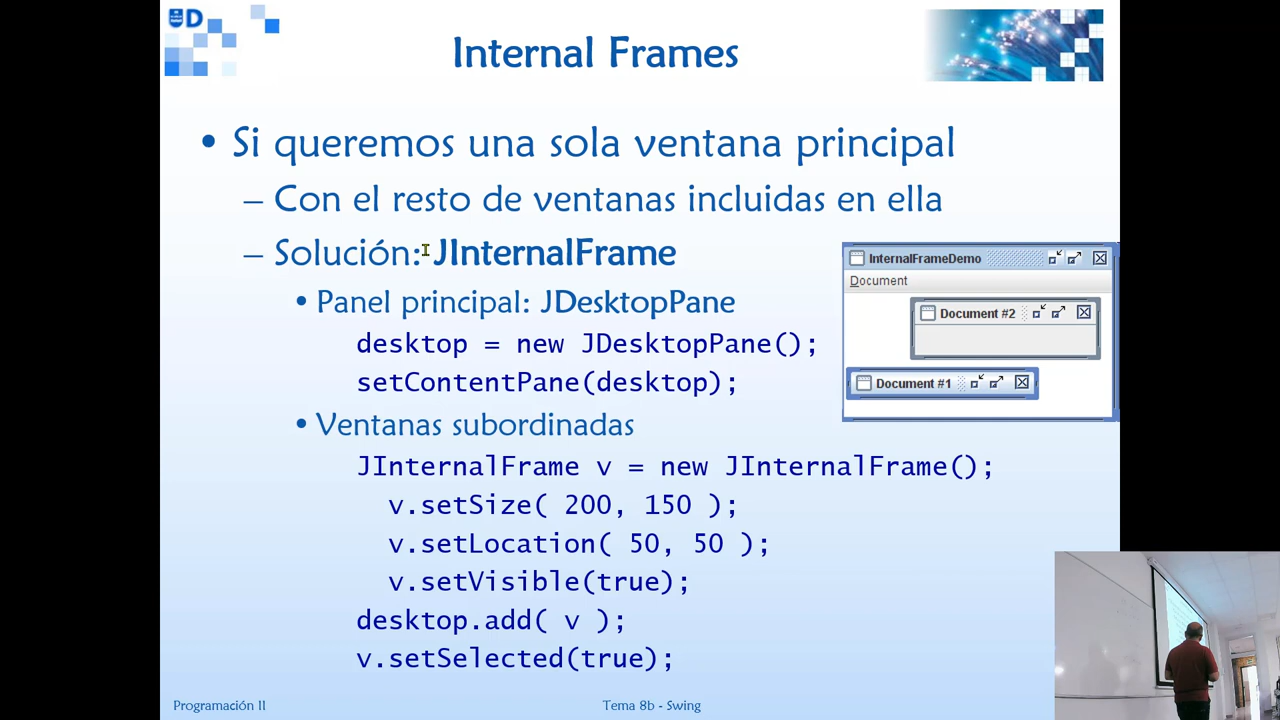 D
Internal Frames
• Si queremos una sola ventana principal
– Con el resto de ventanas incluidas en ella
– Solución: JInternalFrame
• Panel principal: JDesktopPane
desktop = new JDesktopPane();
setContentPane(desktop);
• Ventanas subordinadas
JInternalFrame v = new JInternalFrame();
v.setSize( 200, 150 );
v.setLocation( 50, 50 );
v.setVisible(true);
desktop.add( v );
v.setSelected(true);
InternalFrameDemo
Document
Document #2
Document #1
Programación II
Tema 8b - Swing